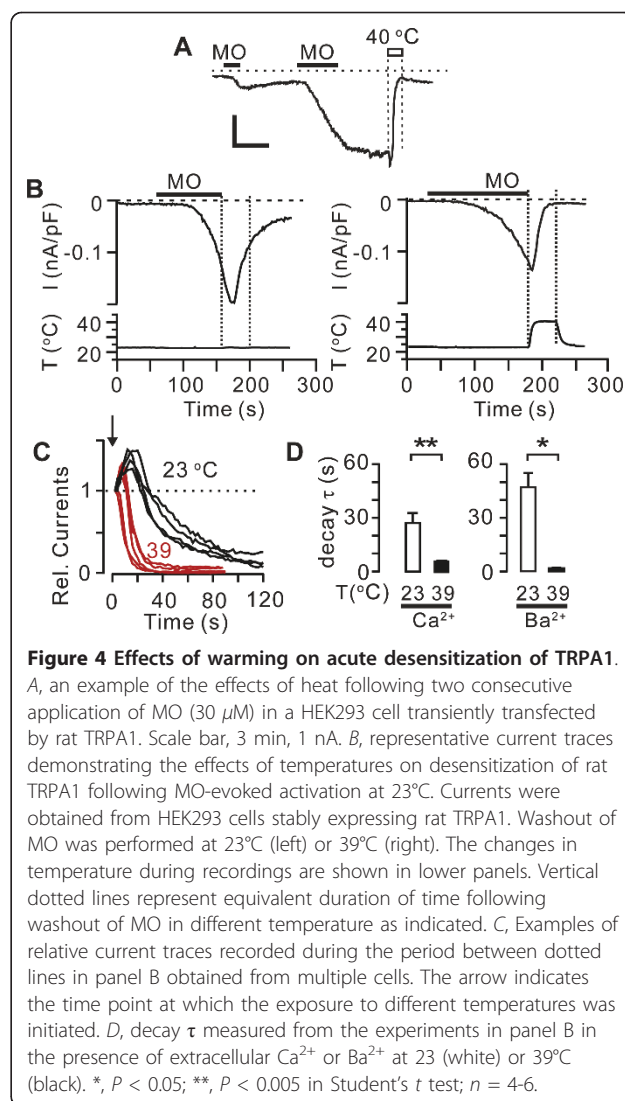 A
MO
MO
40 °C
B
MO
MO
0
-0.1
I (nA/pF)
0
-0.1
I (nA/pF)
40
20
T (°C)
40
20
T (°C)
0 100 200 300
Time (s)
0 100 200 300
Time (s)
C
23 °C
39
1
0
Rel. Currents
0 40 80 120
Time (s)
D
**
*
60
30
0
decay τ (s)
60
30
0
T(°C) 23 39 23 39
Ca²⁺ Ba²⁺
Figure 4 Effects of warming on acute desensitization of TRPA1.
A, an example of the effects of heat following two consecutive
application of MO (30 μM) in a HEK293 cell transiently transfected
by rat TRPA1. Scale bar, 3 min, 1 nA. B, representative current traces
demonstrating the effects of temperatures on desensitization of rat
TRPA1 following MO-evoked activation at 23°C. Currents were
obtained from HEK293 cells stably expressing rat TRPA1. Washout of
MO was performed at 23°C (left) or 39°C (right). The changes in
temperature during recordings are shown in lower panels. Vertical
dotted lines represent equivalent duration of time following
washout of MO in different temperature as indicated. C, Examples of
relative current traces recorded during the period between dotted
lines in panel B obtained from multiple cells. The arrow indicates
the time point at which the exposure to different temperatures was
initiated. D, decay τ measured from the experiments in panel B in
the presence of extracellular Ca²⁺ or Ba²⁺ at 23 (white) or 39°C
(black). *, P < 0.05; **, P < 0.005 in Student's t test; n = 4-6.